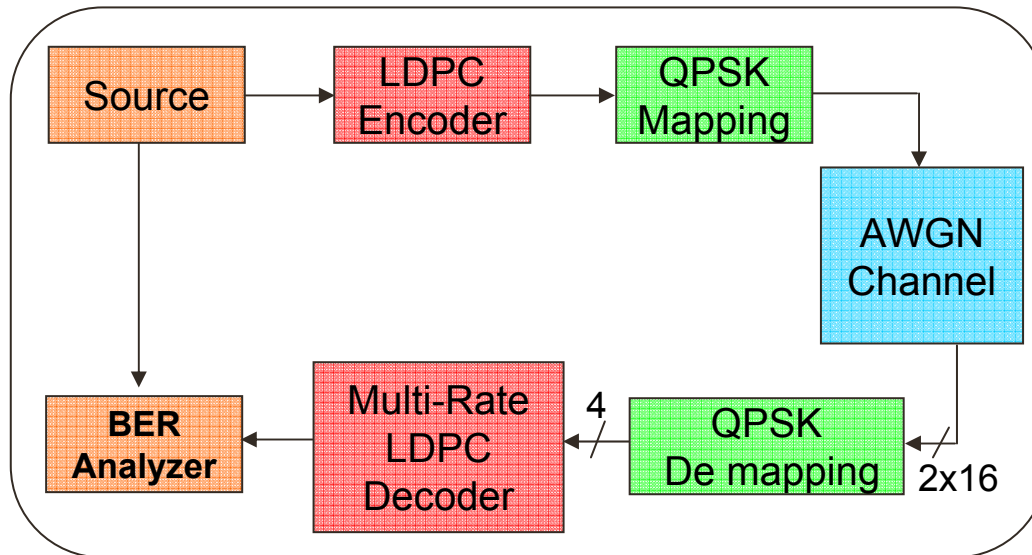 Source
LDPC
Encoder
QPSK
Mapping
AWGN
Channel
2x16
QPSK
De mapping
4
Multi-Rate
LDPC
Decoder
BER
Analyzer